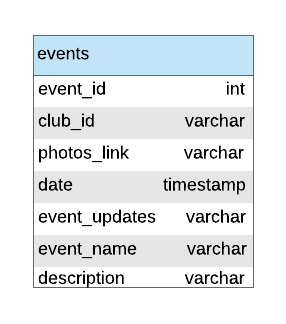 events
event_id int
club_id varchar
photos_link varchar
date timestamp
event_updates varchar
event_name varchar
description varchar